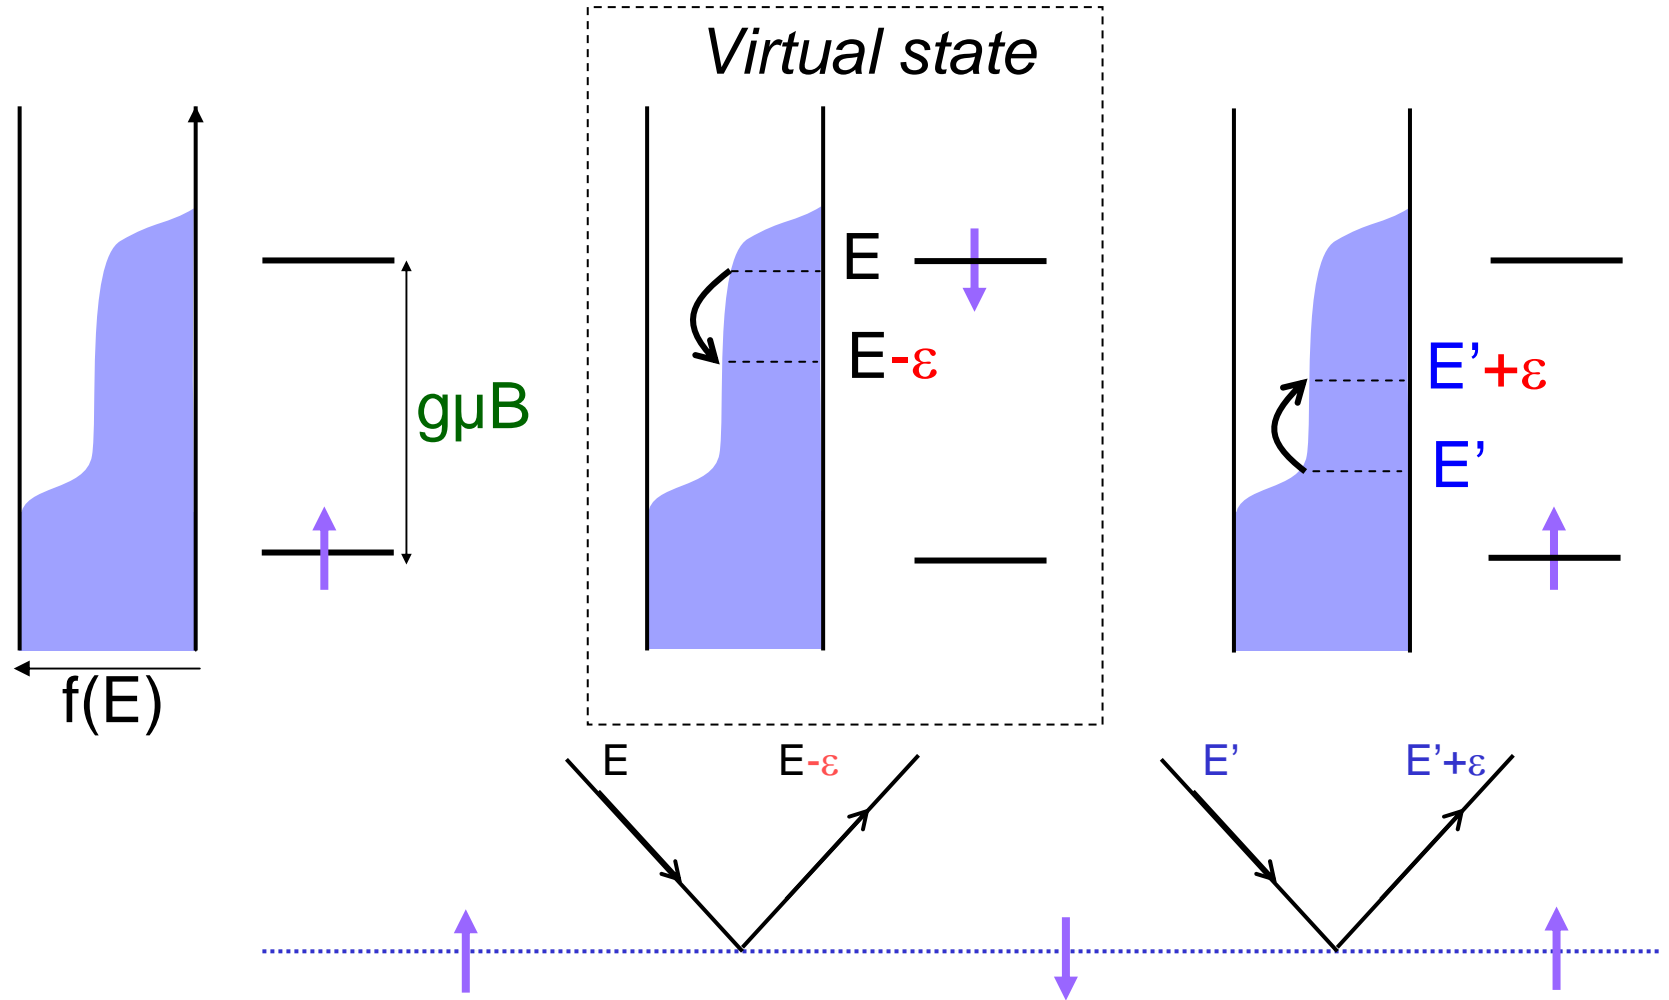 Virtual state
E
E-ε
gµB
E’+ε
E’
f(E)
E
E-ε
E’
E’+ε